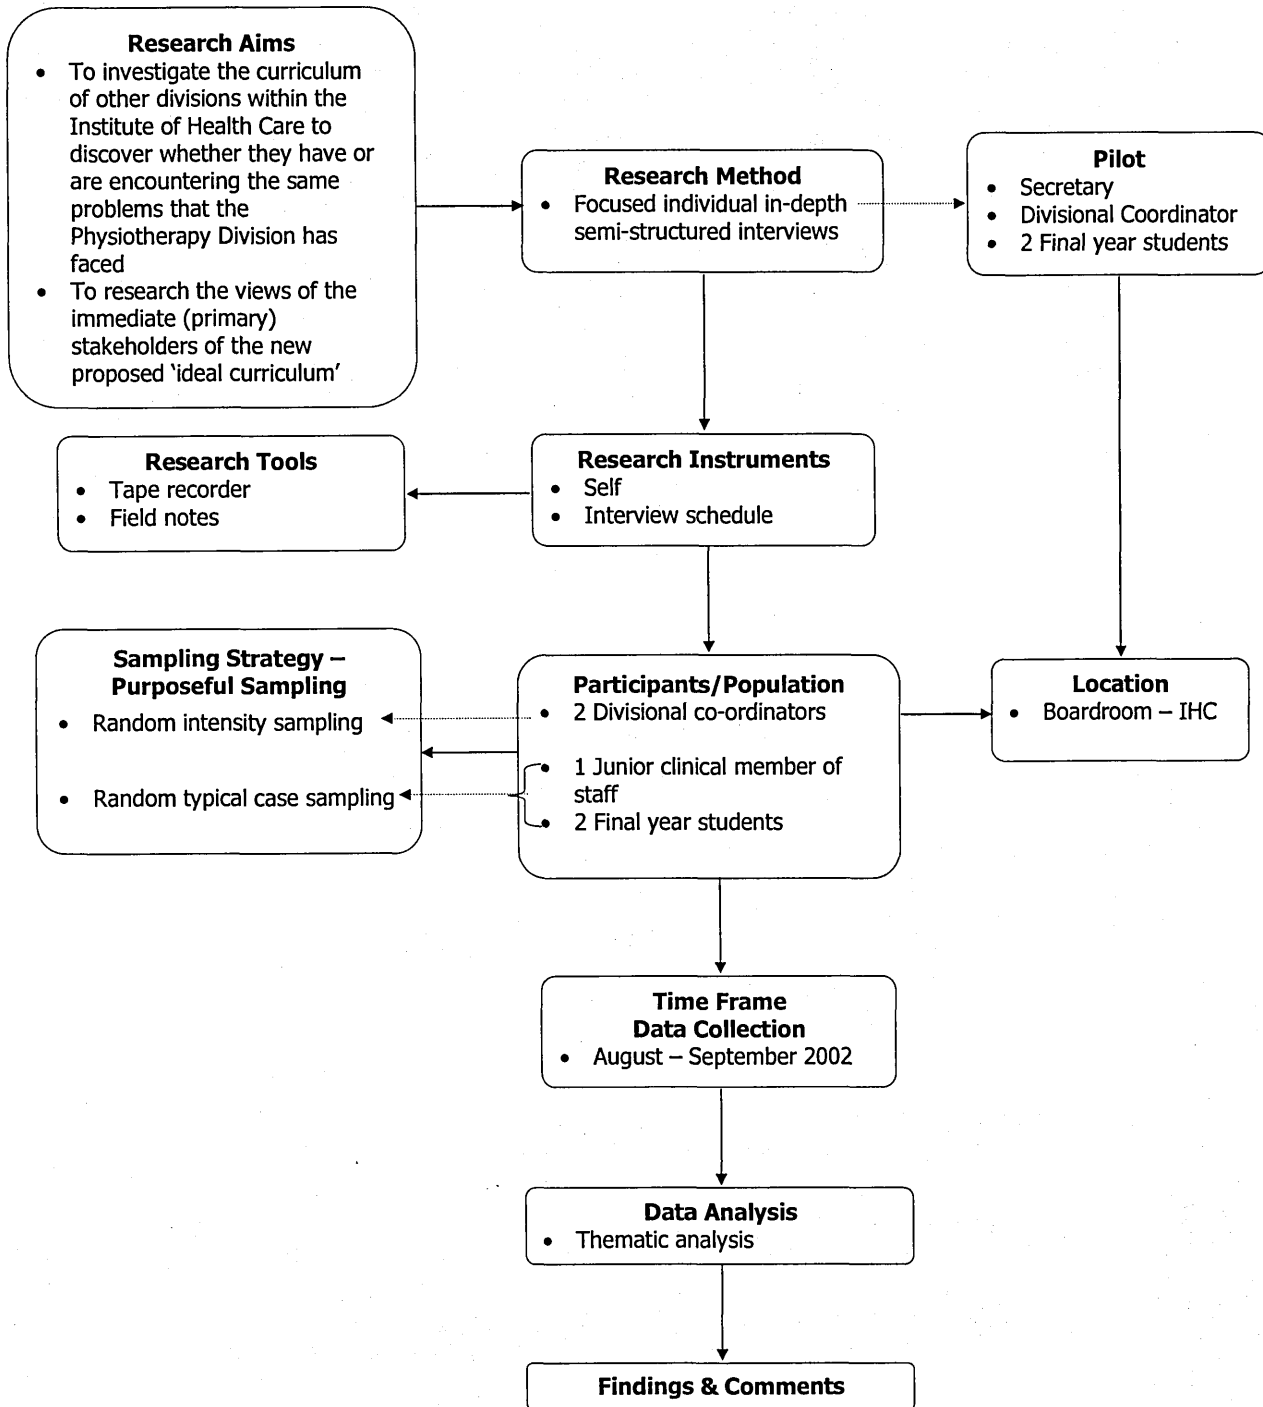 Research Aims
• To investigate the curriculum
of other divisions within the
Institute of Health Care to
discover whether they have or
are encountering the same
problems that the
Physiotherapy Division has
faced
• To research the views of the
immediate (primary)
stakeholders of the new
proposed ‘ideal curriculum’
Research Method
• Focused individual in-depth
semi-structured interviews
Pilot
• Secretary
• Divisional Coordinator
• 2 Final year students
Research Tools
• Tape recorder
• Field notes
Research Instruments
• Self
• Interview schedule
Sampling Strategy –
Purposeful Sampling
• Random intensity sampling
• Random typical case sampling
Participants/Population
• 2 Divisional co-ordinators
• 1 Junior clinical member of
staff
• 2 Final year students
Location
• Boardroom – IHC
Time Frame
Data Collection
• August – September 2002
Data Analysis
• Thematic analysis
Findings & Comments